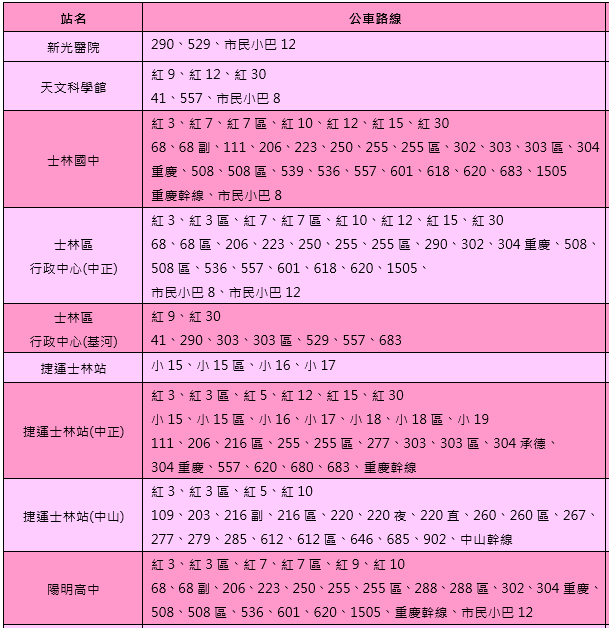 站名
公車路線
新光醫院
290、529、市民小巴 12
天文科學館
紅 9、紅 12、紅 30
41、557、市民小巴 8
士林國中
紅 3、紅 7、紅 7 區、紅 10、紅 12、紅 15、紅 30
68、68 副、111、206、223、250、255、255 區、302、303、303 區、304
重慶、508、508 區、539、536、557、601、618、620、683、1505
重慶幹線、市民小巴 8
士林區
行政中心(中正)
紅 3、紅 3 區、紅 7、紅 7 區、紅 10、紅 12、紅 15、紅 30
68、68 區、206、223、250、255、255 區、290、302、304 重慶、508、
508 區、536、557、601、618、620、1505、
市民小巴 8、市民小巴 12
士林區
行政中心(基河)
紅 9、紅 30
41、290、303、303 區、529、557、683
捷運士林站
小 15、小 15 區、小 16、小 17
捷運士林站(中正)
紅 3、紅 3 區、紅 5、紅 12、紅 15、紅 30
小 15、小 15 區、小 16、小 17、小 18、小 18 區、小 19
111、206、216 區、255、255 區、277、303、303 區、304 承德、
304 重慶、557、620、680、683、重慶幹線
捷運士林站(中山)
紅 3、紅 3 區、紅 5、紅 10
109、203、216 副、216 區、220、220 夜、220 直、260、260 區、267、
277、279、285、612、612 區、646、685、902、中山幹線
陽明高中
紅 3、紅 3 區、紅 7、紅 7 區、紅 9、紅 10
68、68 副、206、223、250、255、255 區、288、288 區、302、304 重慶、
508、508 區、536、601、620、1505、重慶幹線、市民小巴 12